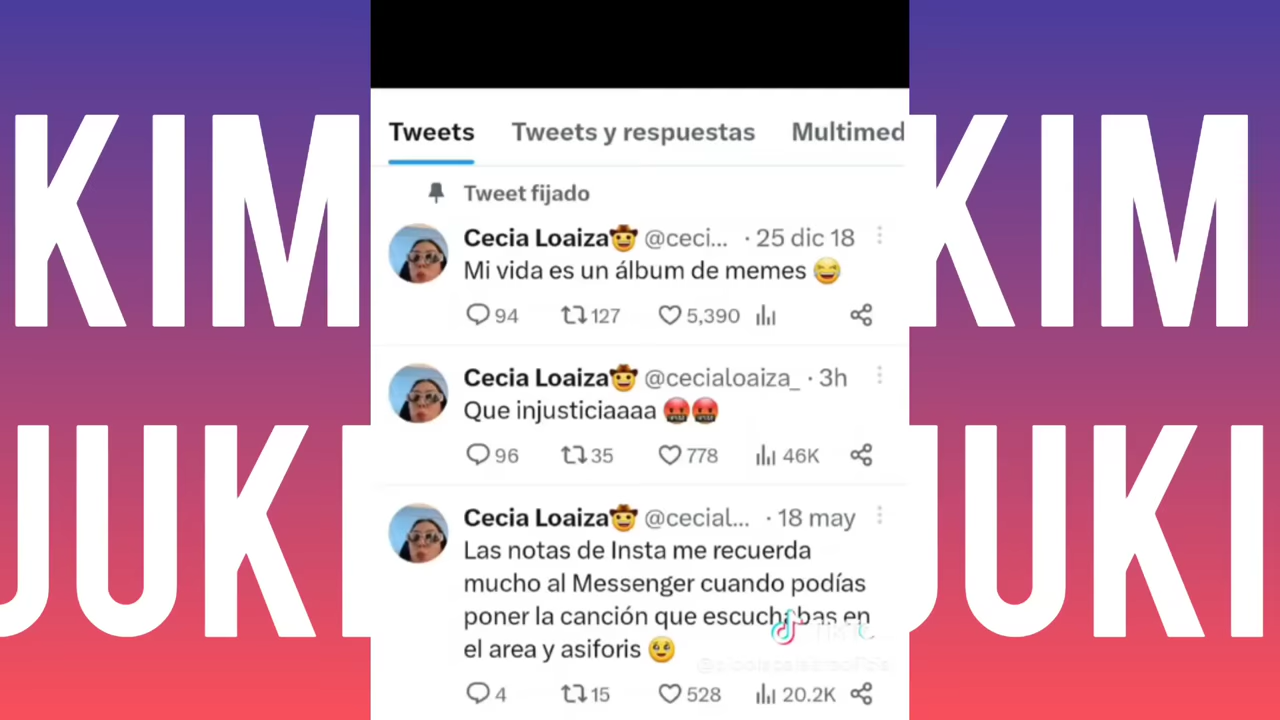 KIM
JUKI
Tweets Tweets y respuestas Multimed
Tweet fijado
Cecia Loaiza🤠 @ceci... · 25 dic 18
Mi vida es un álbum de memes 😂
94 127 5,390
Cecia Loaiza🤠 @cecialoaiza_ · 3h
Que injusticiaaaa 🤬🤬
96 35 778 46K
Cecia Loaiza🤠 @cecial... · 18 may
Las notas de Insta me recuerda
mucho al Messenger cuando podías
poner la canción que escuchabas en
el area y asiforis 🥹
4 15 528 20.2K
KIM
JUKI